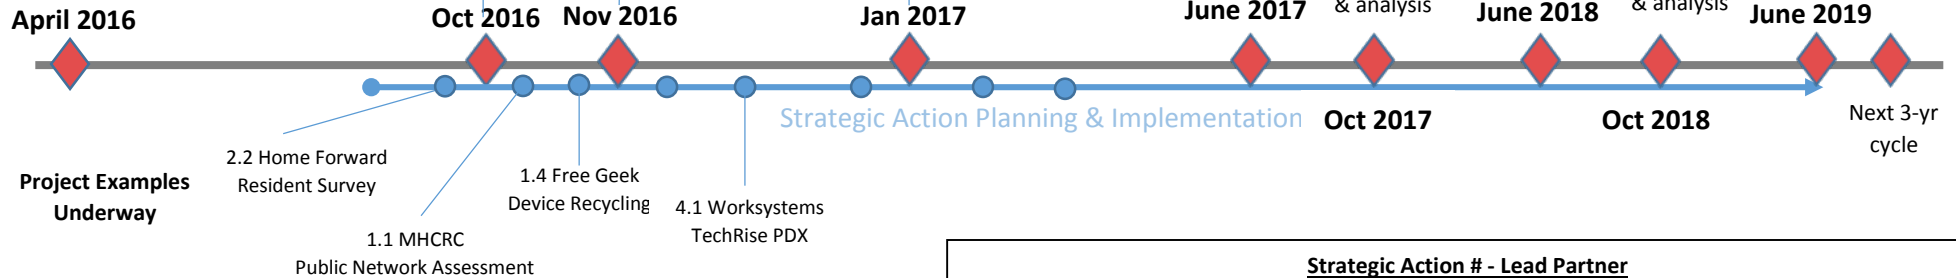 April 2016
Oct 2016
Nov 2016
Jan 2017
June 2017
& analysis
June 2018
& analysis
June 2019
Strategic Action Planning & Implementation
Oct 2017
Oct 2018
Next 3-yr
cycle
Project Examples
Underway
2.2 Home Forward
Resident Survey
1.1 MHCRC
Public Network Assessment
1.4 Free Geek
Device Recycling
4.1 Worksystems
TechRise PDX
Strategic Action # - Lead Partner